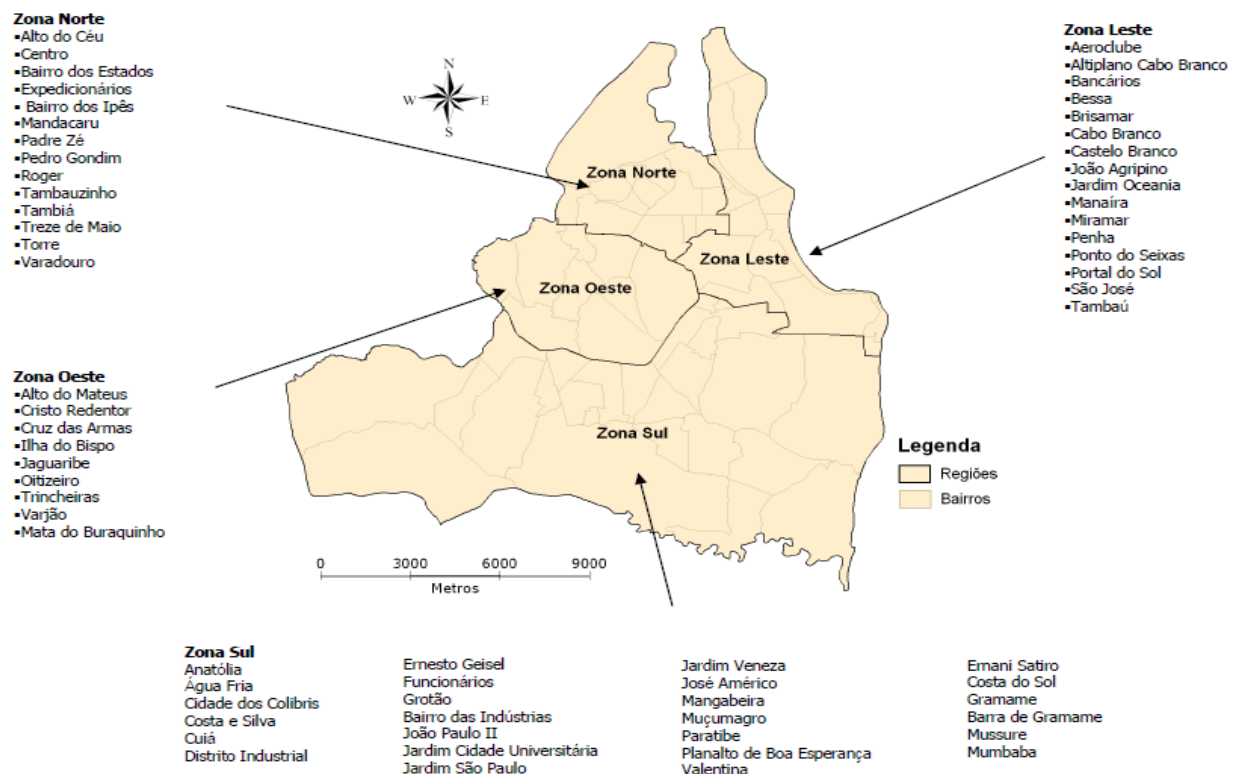 Zona Norte
▪Alto do Céu
▪Centro
▪Bairro dos Estados
▪Expedicionários
▪ Bairro dos Ipês
▪Mandacaru
▪Padre Zé
▪Pedro Gondim
▪Roger
▪Tambauzinho
▪Tambiá
▪Treze de Maio
▪Torre
▪Varadouro
Zona Leste
▪Aeroclube
▪Altiplano Cabo Branco
▪Bancários
▪Bessa
▪Brisamar
▪Cabo Branco
▪Castelo Branco
▪João Agripino
▪Jardim Oceania
▪Manaíra
▪Miramar
▪Penha
▪Ponto do Seixas
▪Portal do Sol
▪São José
▪Tambaú
N
W E
S
Zona Norte
Zona Leste
Zona Oeste
Zona Sul
Zona Oeste
▪Alto do Mateus
▪Cristo Redentor
▪Cruz das Armas
▪Ilha do Bispo
▪Jaguaribe
▪Oitizeiro
▪Trincheiras
▪Varjão
▪Mata do Buraquinho
Legenda
Regiões
Bairros
0 3000 6000 9000
Metros
Zona Sul
Anatólia
Água Fria
Cidade dos Colibris
Costa e Silva
Cuiá
Distrito Industrial
Ernesto Geisel
Funcionários
Grotão
Bairro das Indústrias
João Paulo II
Jardim Cidade Universitária
Jardim São Paulo
Jardim Veneza
José Américo
Mangabeira
Muçumagro
Paratibe
Planalto de Boa Esperança
Valentina
Ernani Satiro
Costa do Sol
Gramame
Barra de Gramame
Mussure
Mumbaba